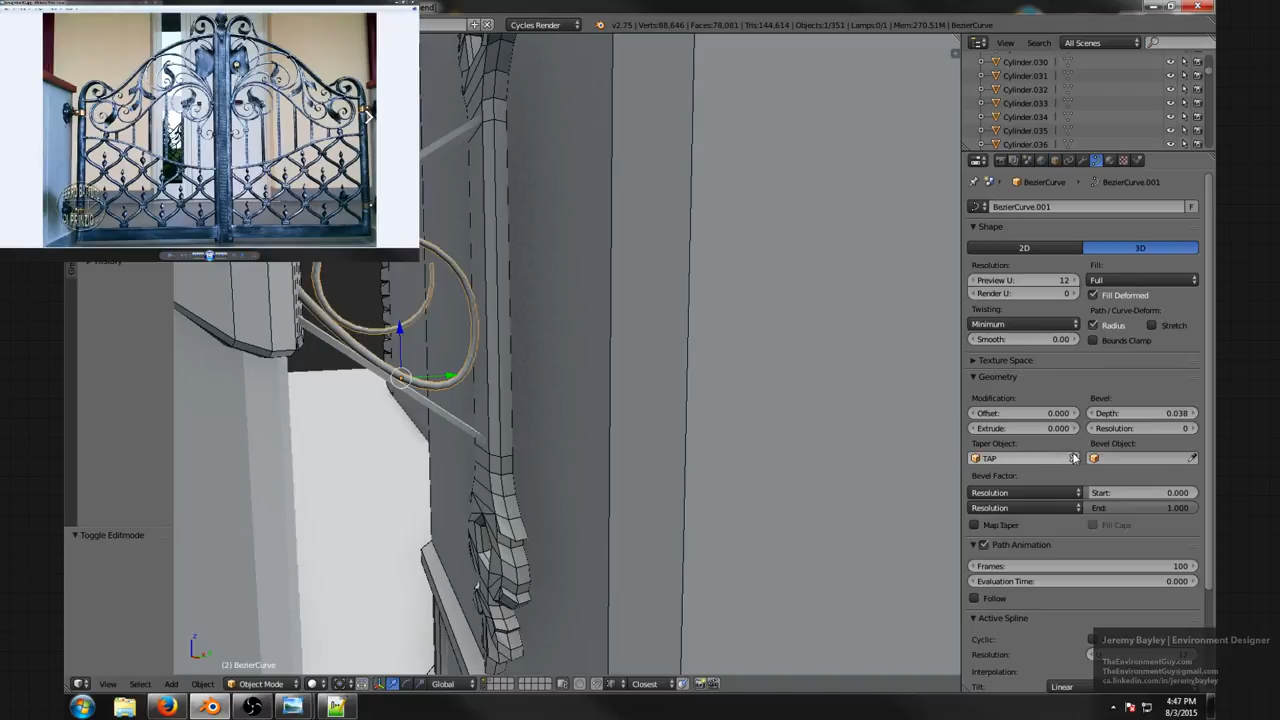 Cycles Render
v2.75 | Verts:88,646 | Faces:78,081 | Tris:144,614 | Objects:1/351 | Lamps:0/1 | Mem:270.51M | BezierCurve
View Search All Scenes
Cylinder.030
Cylinder.031
Cylinder.032
Cylinder.033
Cylinder.034
Cylinder.035
Cylinder.036
BezierCurve BezierCurve.001
BezierCurve.001 F
Shape
2D 3D
Resolution: Fill:
Preview U: 12 Full
Render U: 0 Fill Deformed
Twisting: Path / Curve-Deform:
Minimum Radius Stretch
Smooth: 0.00 Bounds Clamp
Texture Space
Geometry
Modification: Bevel:
Offset: 0.000 Depth: 0.038
Extrude: 0.000 Resolution: 0
Taper Object: Bevel Object:
TAP
Bevel Factor:
Resolution Start: 0.000
Resolution End: 1.000
Map Taper Fill Caps
Path Animation
Frames: 100
Evaluation Time: 0.000
Follow
Active Spline
Cyclic:
Resolution:
Interpolation:
Tilt: Linear
Toggle Editmode
(2) BezierCurve
View Select Add Object Object Mode Global Closest
Jeremy Bayley | Environment Designer
TheEnvironmentGuy.com
TheEnvironmentGuy@gmail.com
ca.linkedin.com/in/jeremybayley
4:47 PM
8/3/2015